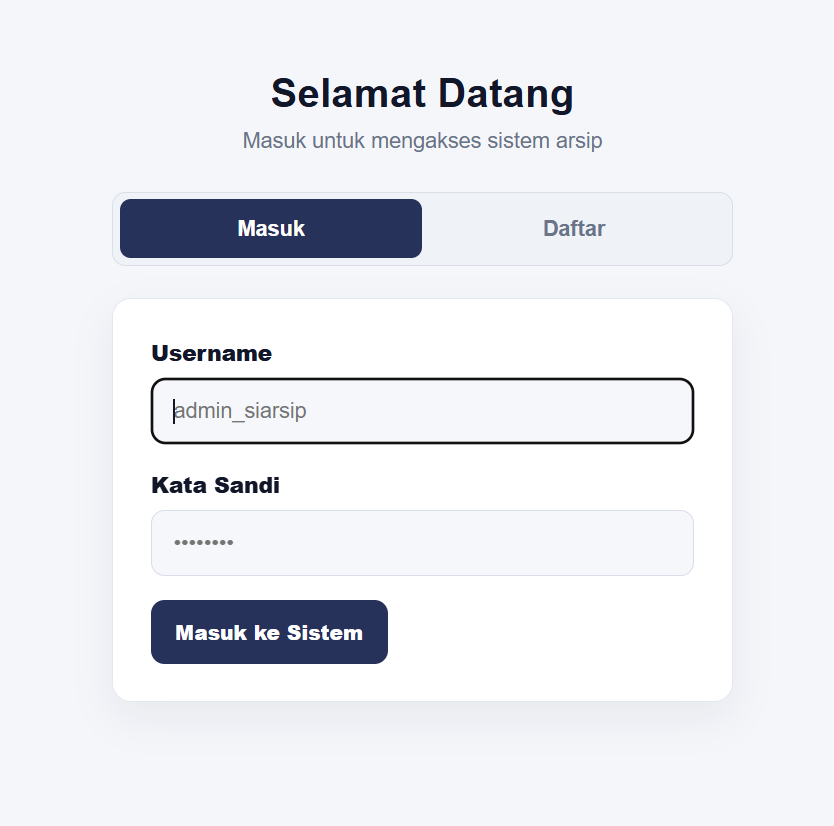 Selamat Datang
Masuk untuk mengakses sistem arsip
Masuk
Daftar
Username
admin_siarsip
Kata Sandi
••••••••
Masuk ke Sistem